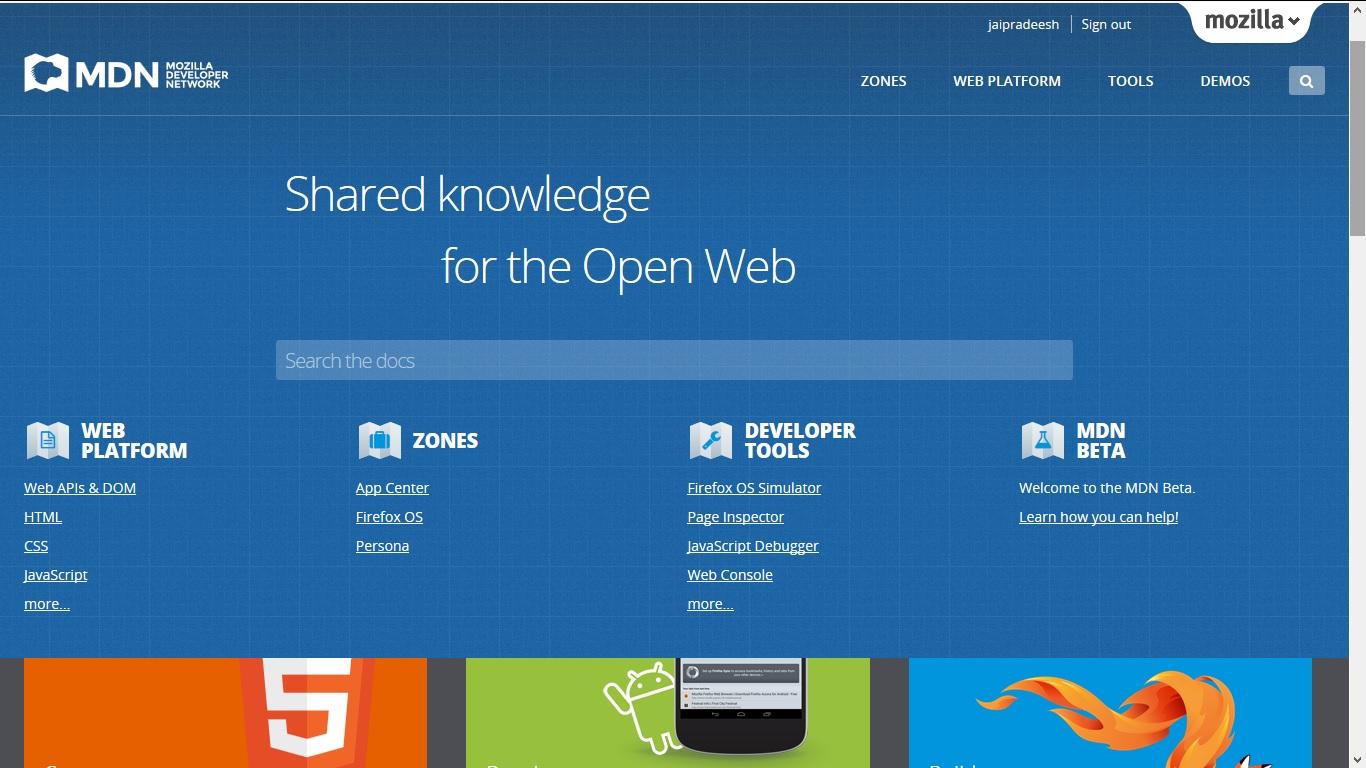 jaipradeesh
Sign out
mozilla
MDN
MOZILLA
DEVELOPER
NETWORK
ZONES
WEB PLATFORM
TOOLS
DEMOS
Shared knowledge
for the Open Web
Search the docs
WEB
PLATFORM
Web APIs & DOM
HTML
CSS
JavaScript
more...
ZONES
App Center
Firefox OS
Persona
DEVELOPER
TOOLS
Firefox OS Simulator
Page Inspector
JavaScript Debugger
Web Console
more...
MDN
BETA
Welcome to the MDN Beta.
Learn how you can help!
5